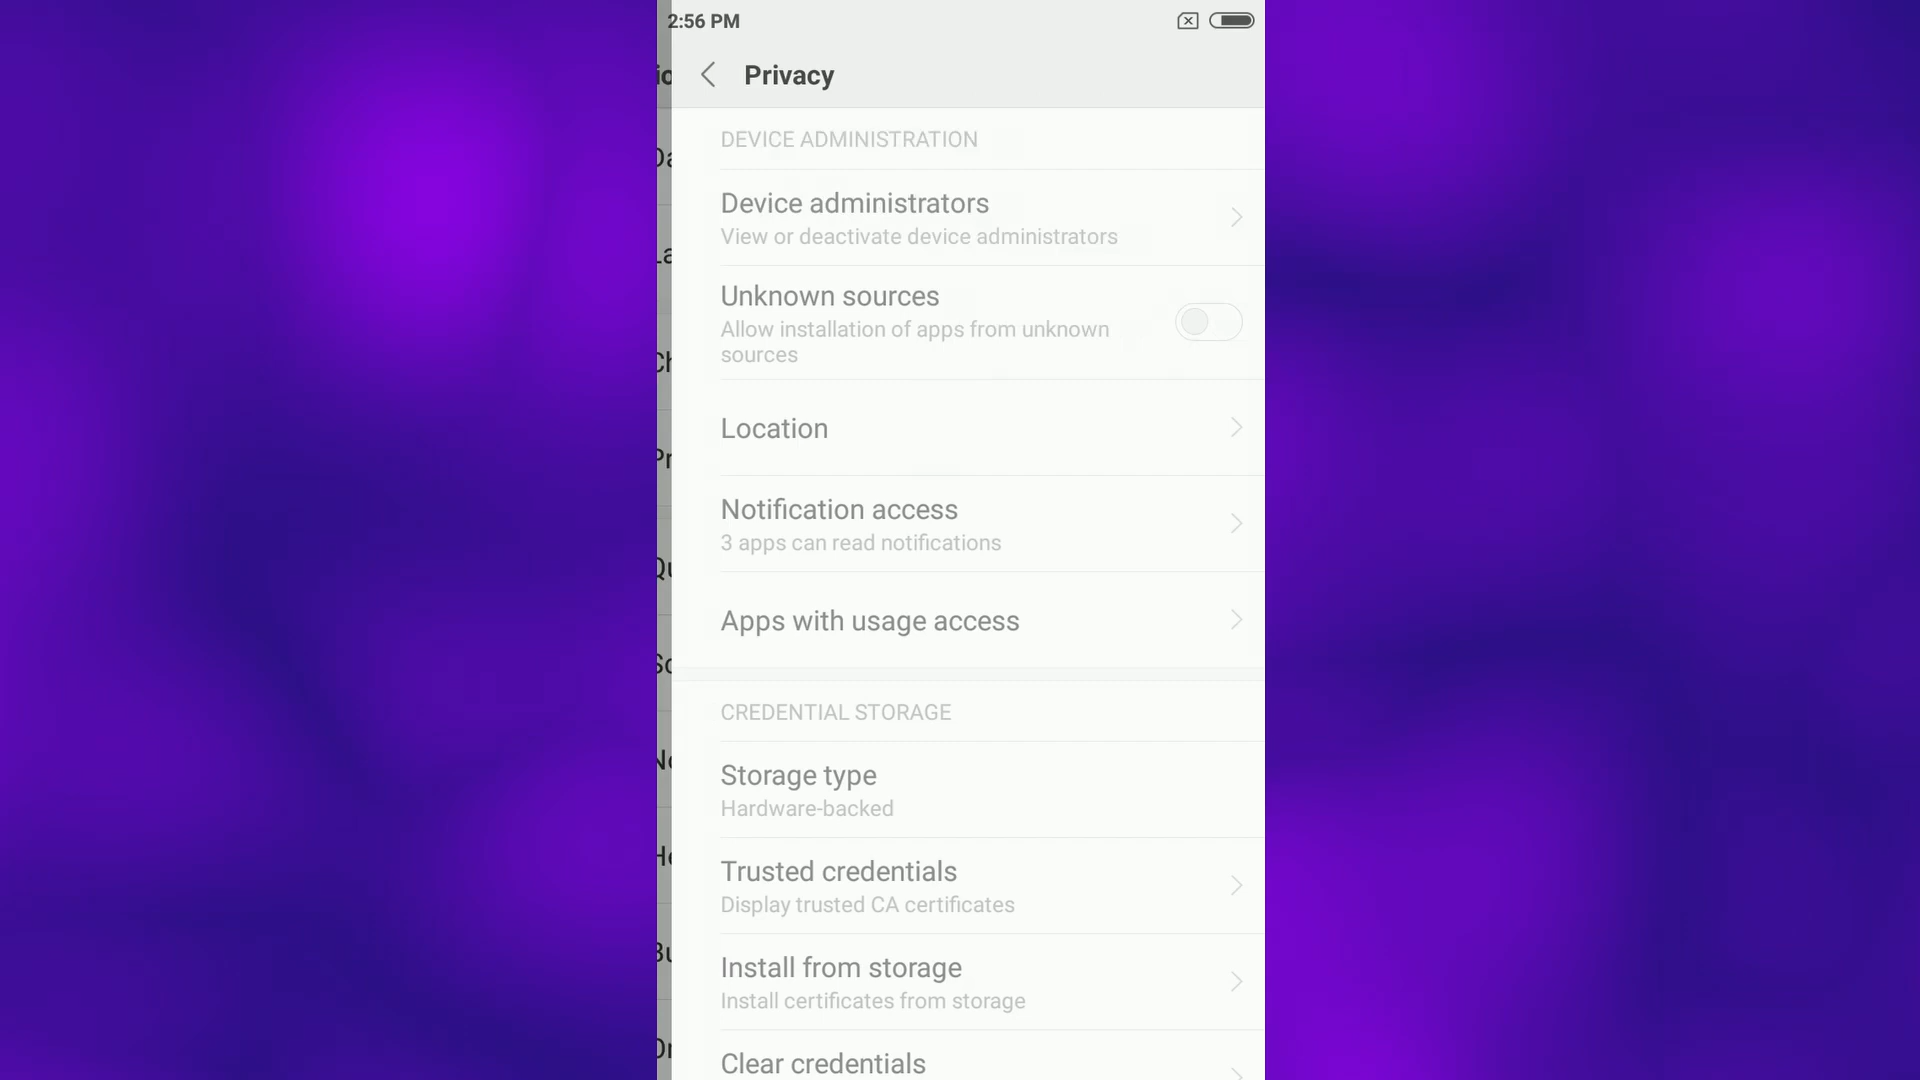 2:56 PM
Privacy
DEVICE ADMINISTRATION
Device administrators
View or deactivate device administrators
Unknown sources
Allow installation of apps from unknown
sources
Location
Notification access
3 apps can read notifications
Apps with usage access
CREDENTIAL STORAGE
Storage type
Hardware-backed
Trusted credentials
Display trusted CA certificates
Install from storage
Install certificates from storage
Clear credentials